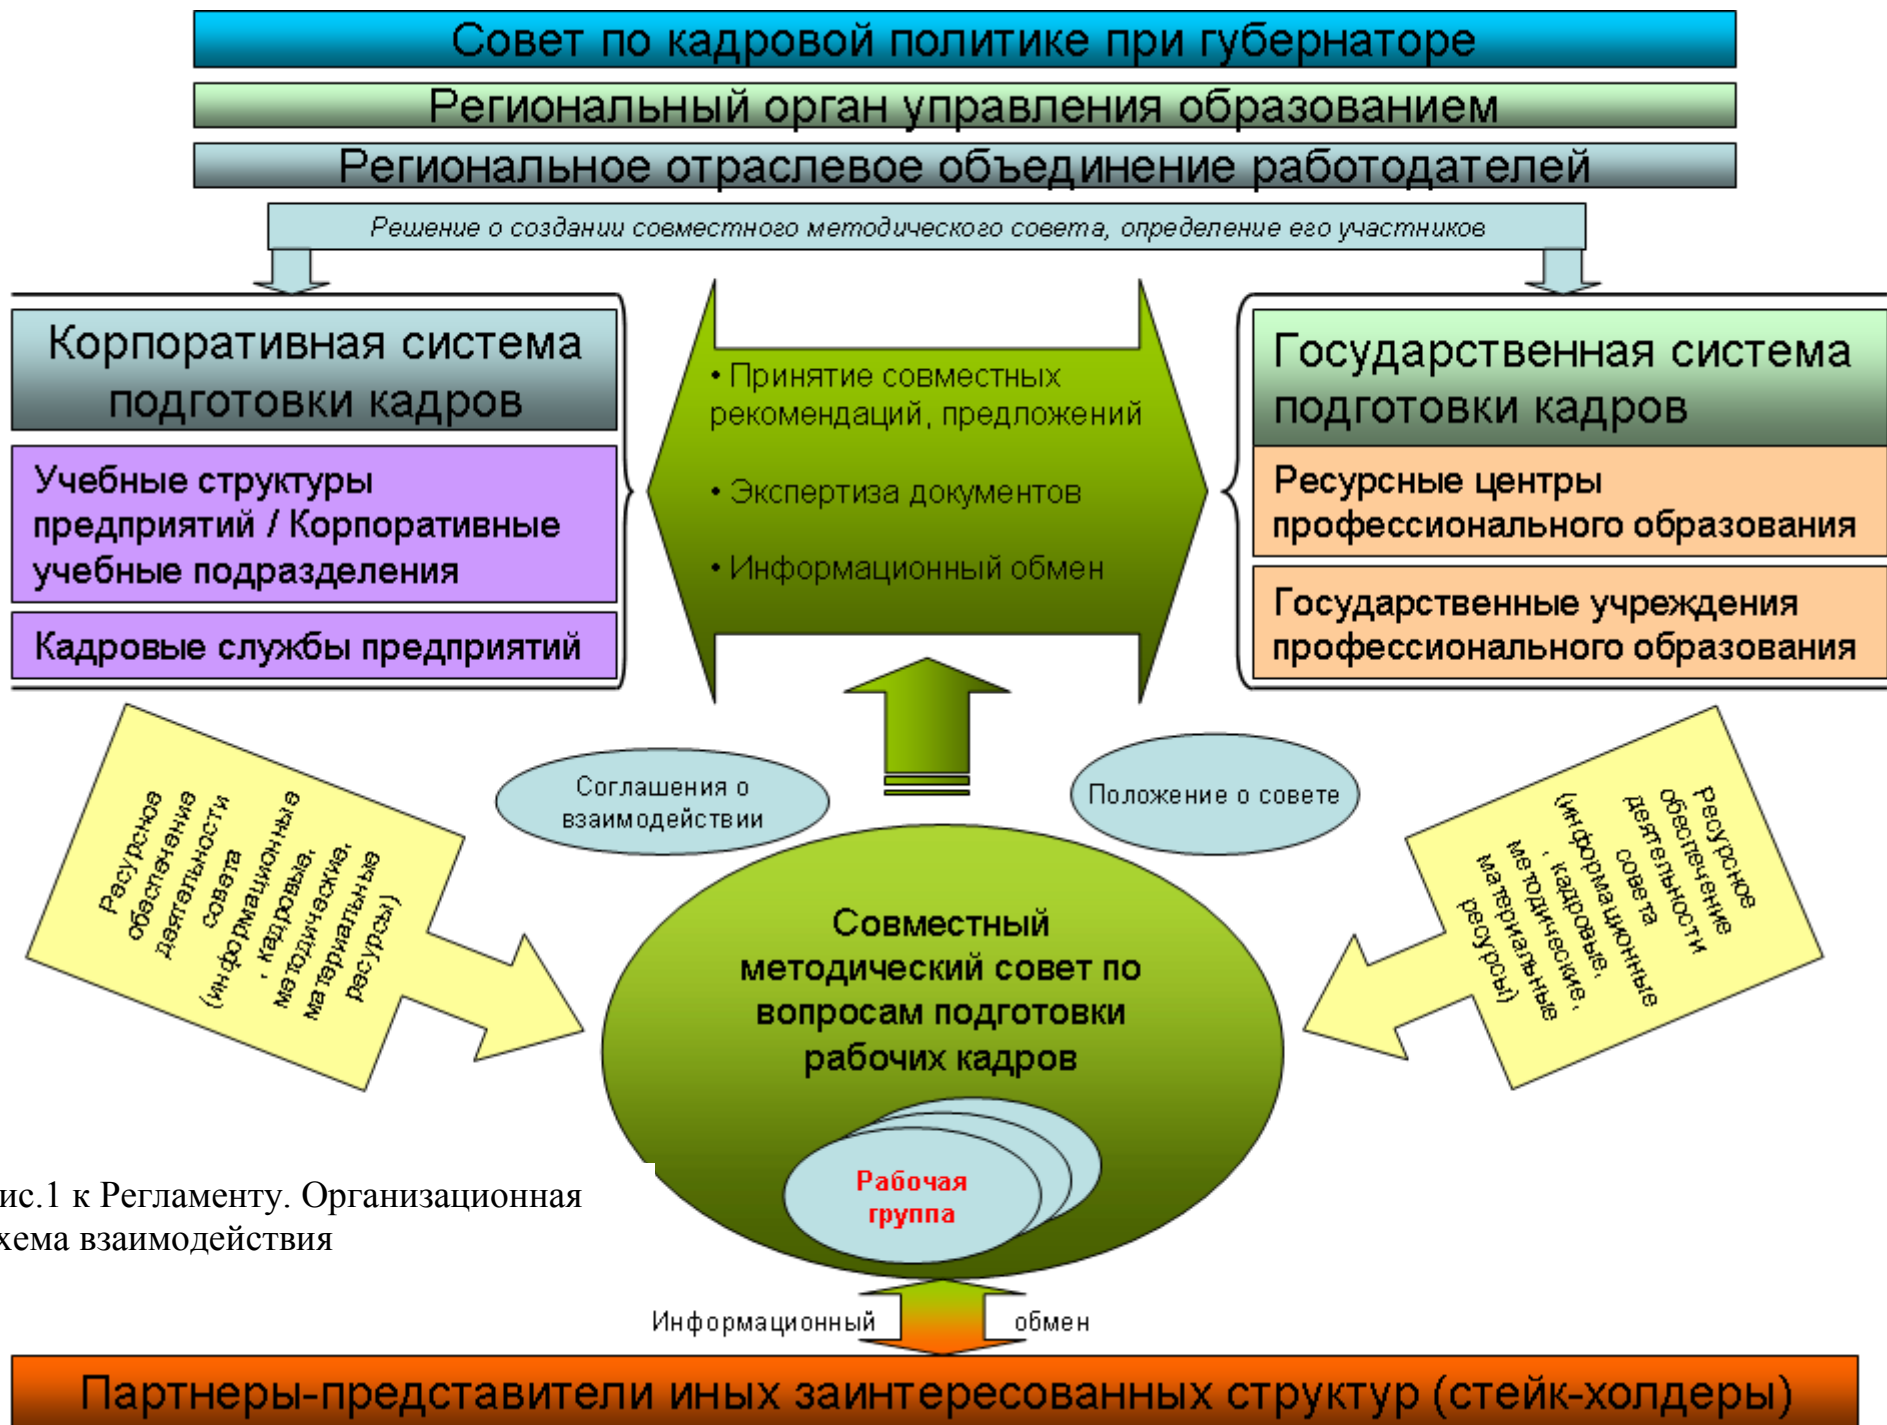 Совет по кадровой политике при губернаторе
Региональный орган управления образованием
Региональное отраслевое объединение работодателей
Решение о создании совместного методического совета, определение его участников
Корпоративная система
подготовки кадров
Учебные структуры
предприятий / Корпоративные
учебные подразделения
Кадровые службы предприятий
• Принятие совместных
рекомендаций, предложений
• Экспертиза документов
• Информационный обмен
Государственная система
подготовки кадров
Ресурсные центры
профессионального образования
Государственные учреждения
профессионального образования
Ресурсное
обеспечение
деятельности
совета
(информационные
, кадровые,
методические,
материальные
ресурсы)
Соглашения о
взаимодействии
Положение о совете
Ресурсное
обеспечение
деятельности
совета
(информационные
, кадровые,
методические,
материальные
ресурсы)
Совместный
методический совет по
вопросам подготовки
рабочих кадров
Рабочая
группа
ис.1 к Регламенту. Организационная
хема взаимодействия
Информационный обмен
Партнеры-представители иных заинтересованных структур (стейк-холдеры)